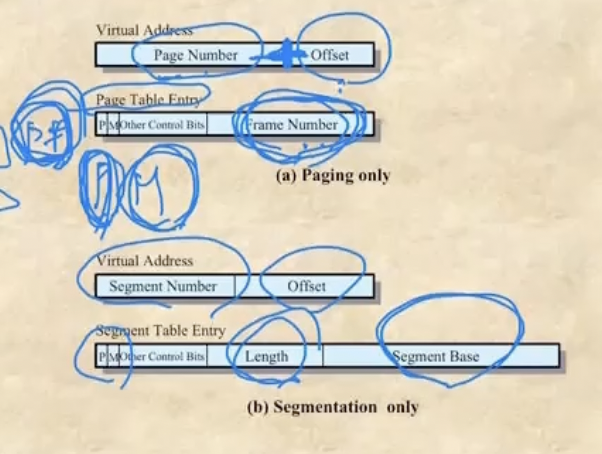 Virtual Address
Page Number Offset
Page Table Entry
P M Other Control Bits Frame Number
P M
(a) Paging only
Virtual Address
Segment Number Offset
Segment Table Entry
P M Other Control Bits Length Segment Base
(b) Segmentation only